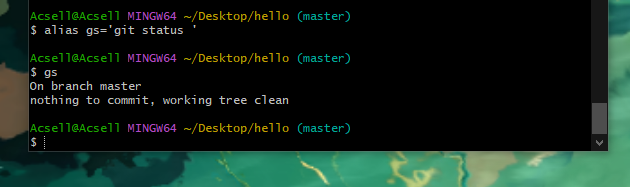 Acsell@Acsell MINGW64 ~/Desktop/hello (master)
$ alias gs='git status '
Acsell@Acsell MINGW64 ~/Desktop/hello (master)
$ gs
On branch master
nothing to commit, working tree clean
Acsell@Acsell MINGW64 ~/Desktop/hello (master)
$